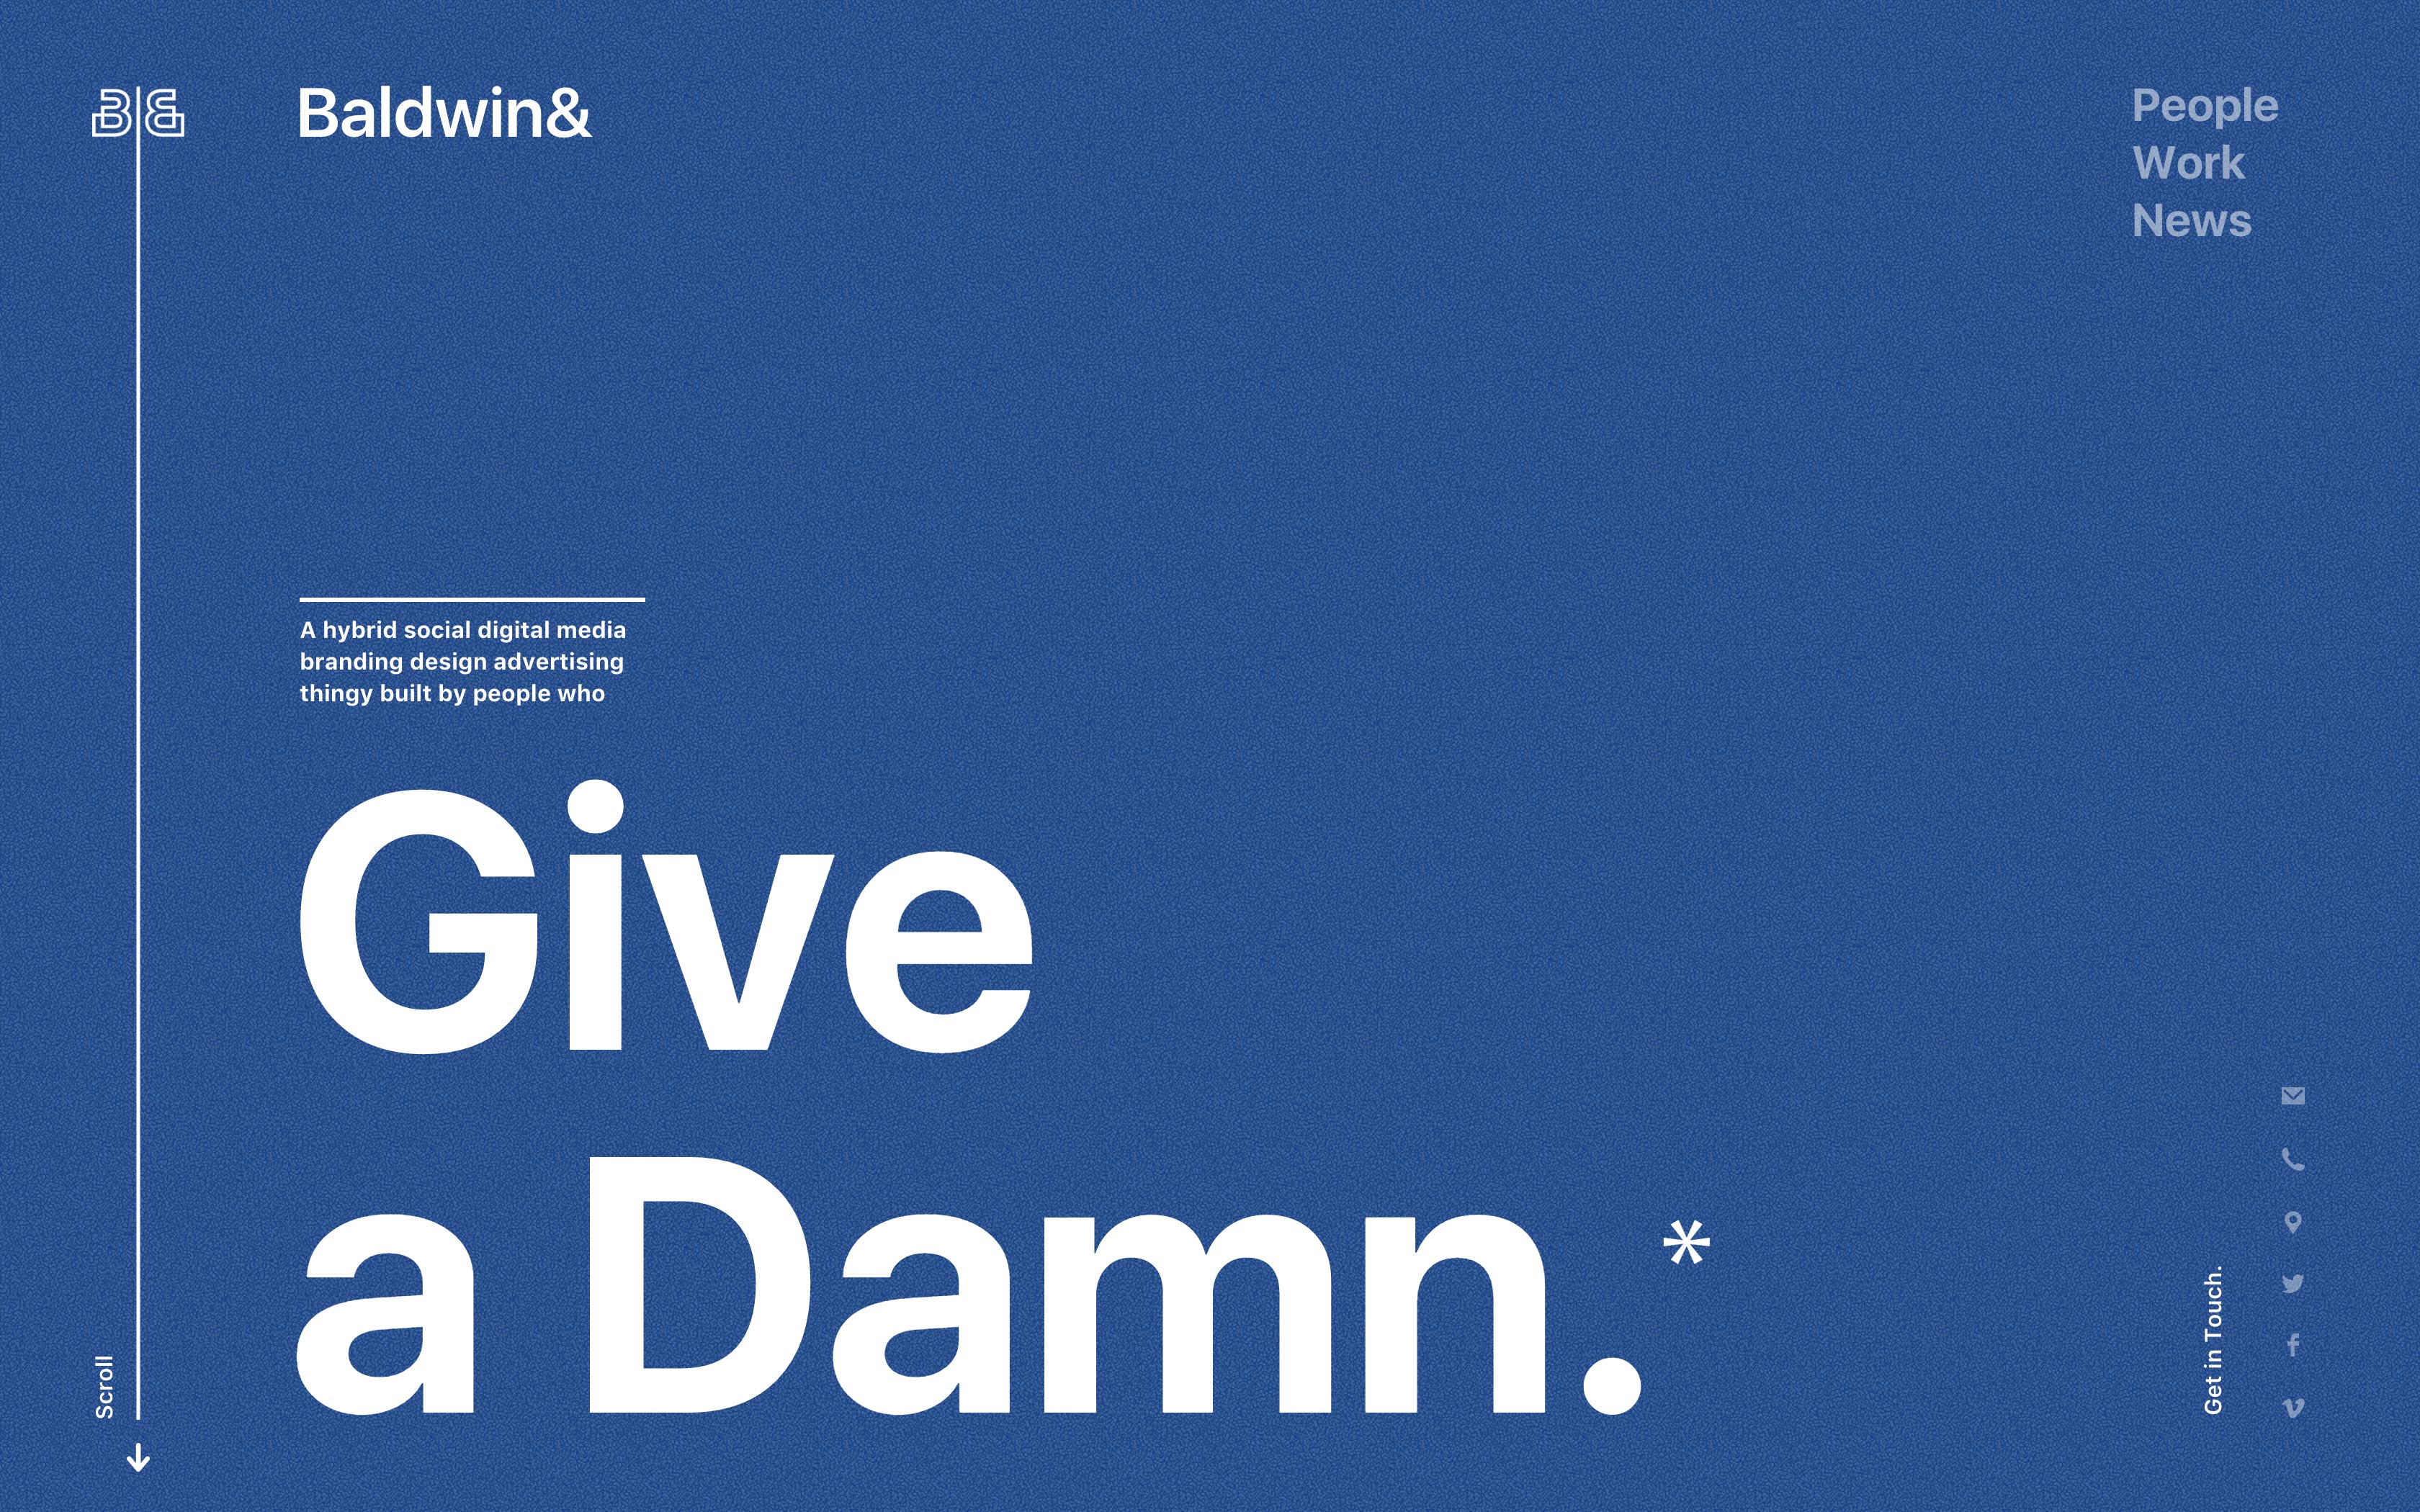 B|B
Baldwin&
People
Work
News
A hybrid social digital media
branding design advertising
thingy built by people who
Give
a Damn.*
Scroll
Get in Touch.